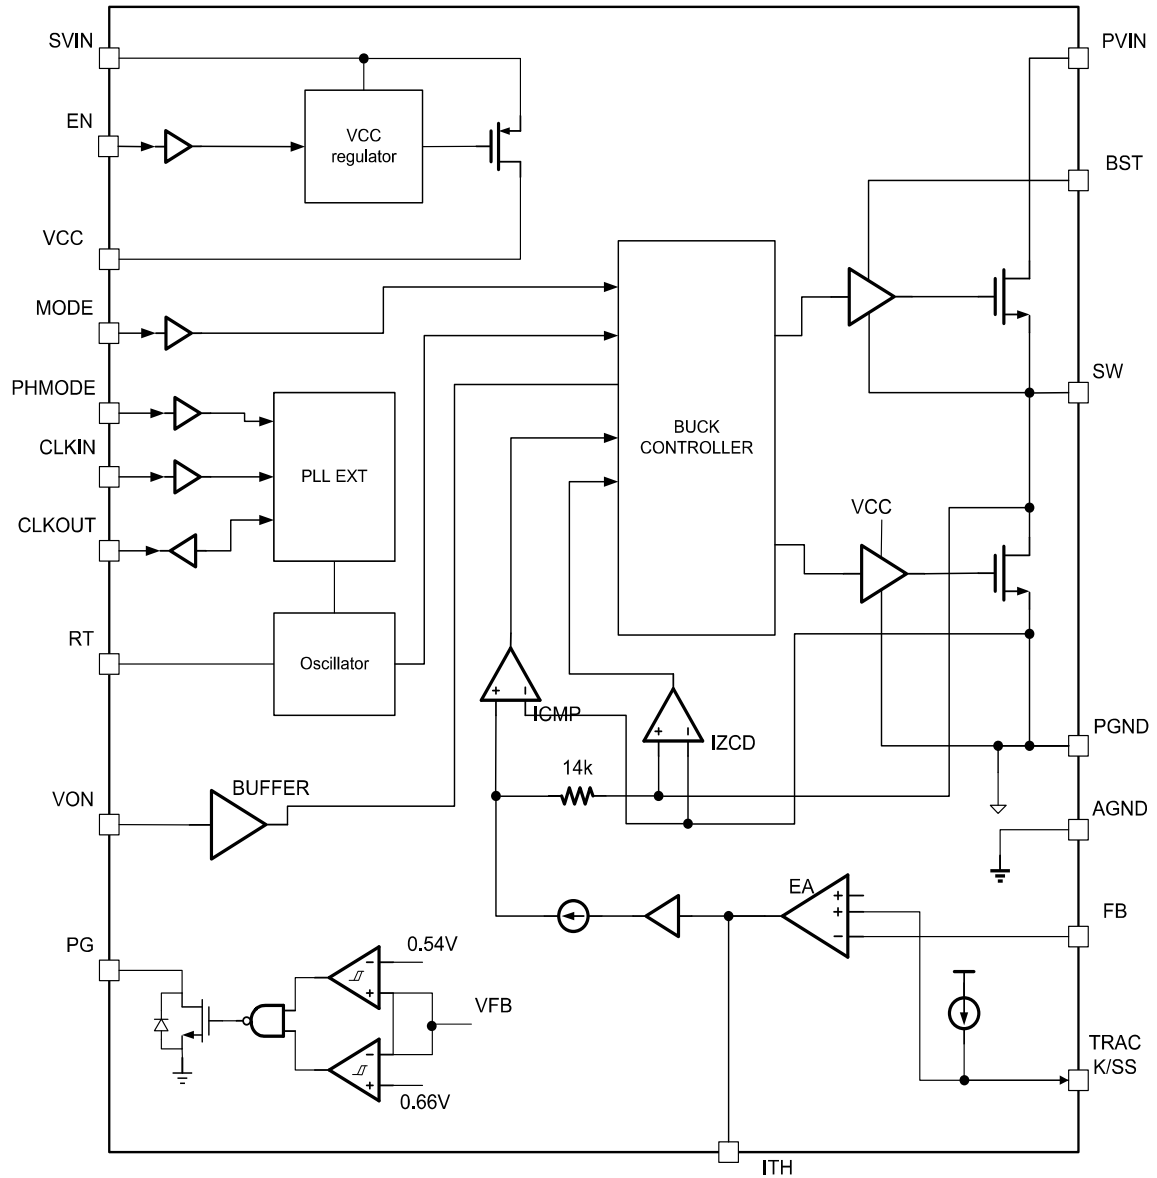 SVIN
PVIN
EN
VCC
regulator
BST
VCC
MODE
SW
PHMODE
BUCK
CONTROLLER
CLKIN
PLL EXT
VCC
CLKOUT
RT
Oscillator
+
ICMP
+
IZCD
PGND
14k
BUFFER
VON
AGND
EA
+
+
−
FB
PG
0.54V
−
+
VFB
−
+
0.66V
TRAC
K/SS
ITH